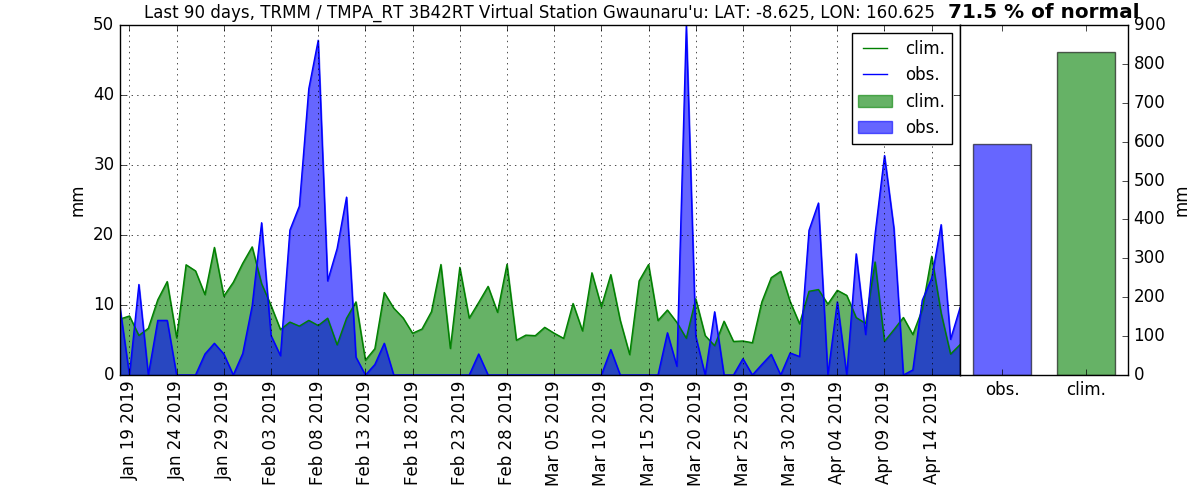 Last 90 days, TRMM / TMPA_RT 3B42RT Virtual Station Gwaunaru'u: LAT: -8.625, LON: 160.625 71.5 % of normal
50
40
30
20
10
0
mm
clim.
obs.
clim.
obs.
Jan 19 2019
Jan 24 2019
Jan 29 2019
Feb 03 2019
Feb 08 2019
Feb 13 2019
Feb 18 2019
Feb 23 2019
Feb 28 2019
Mar 05 2019
Mar 10 2019
Mar 15 2019
Mar 20 2019
Mar 25 2019
Mar 30 2019
Apr 04 2019
Apr 09 2019
Apr 14 2019
900
800
700
600
500
400
300
200
100
0
mm
obs.
clim.